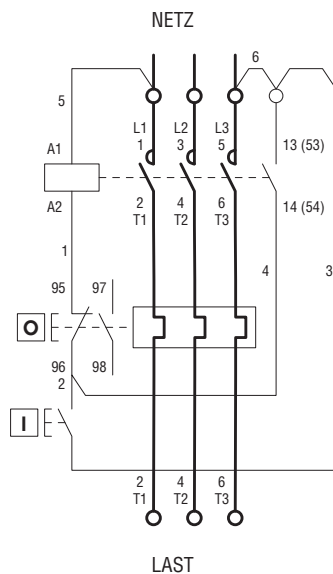 NETZ
6
5
L1 L2 L3
1 3 5
13 (53)
A1
A2
2 4 6
T1 T2 T3
14 (54)
1
4
3
95 97
O
96 98
2
I
2 4 6
T1 T2 T3
LAST